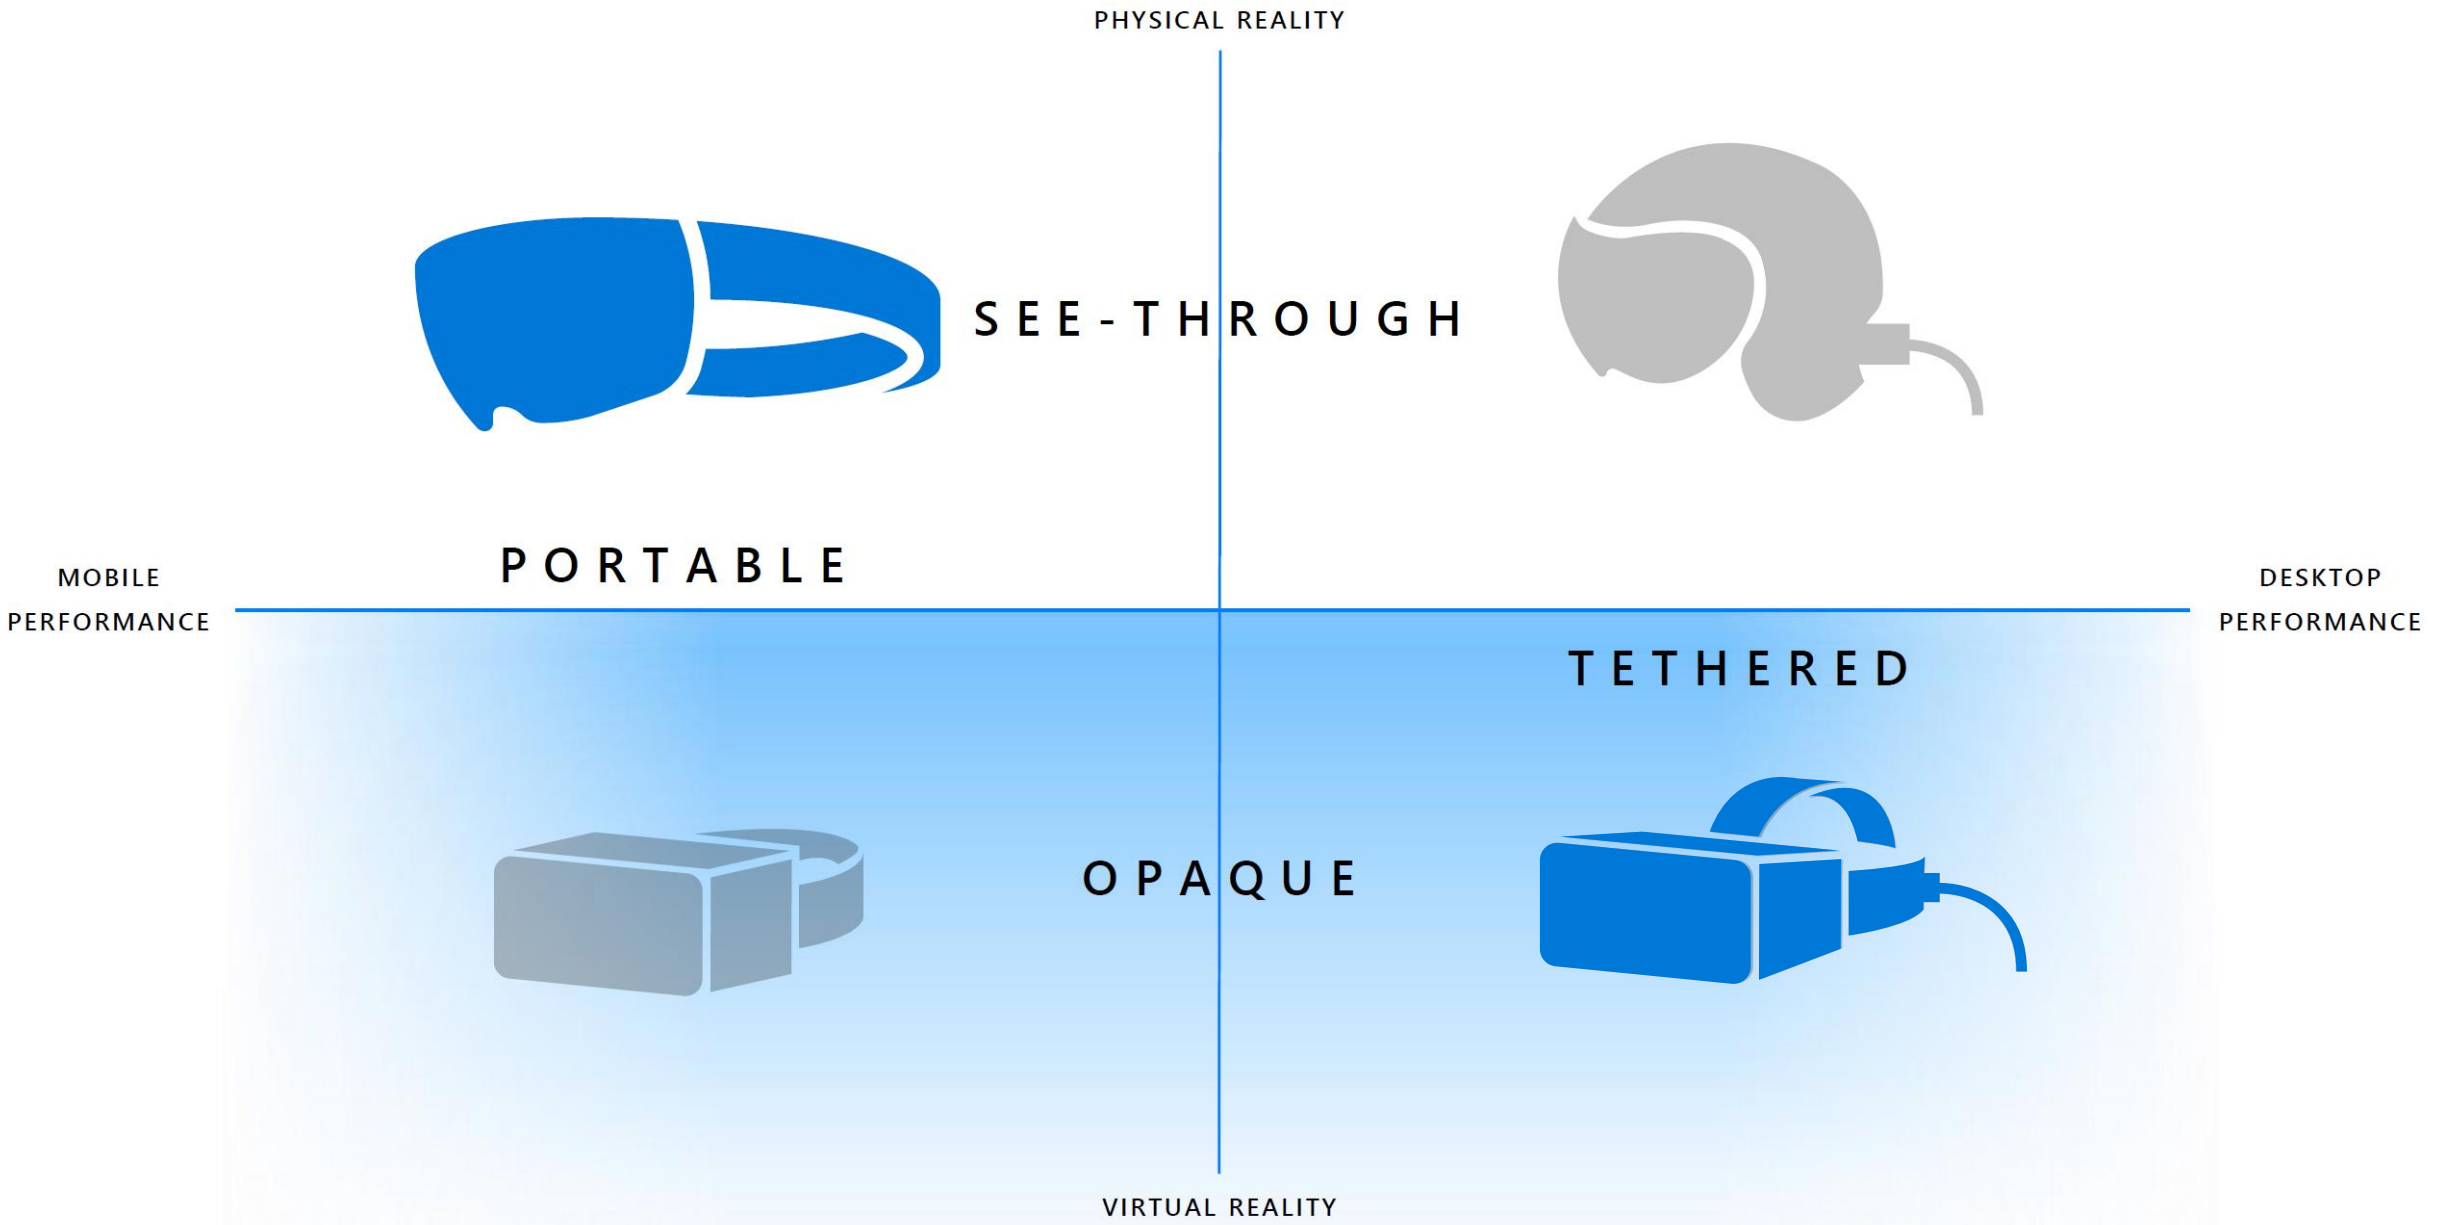 PHYSICAL REALITY
SEE-THROUGH
PORTABLE
MOBILE
PERFORMANCE
DESKTOP
PERFORMANCE
TETHERED
OPAQUE
VIRTUAL REALITY